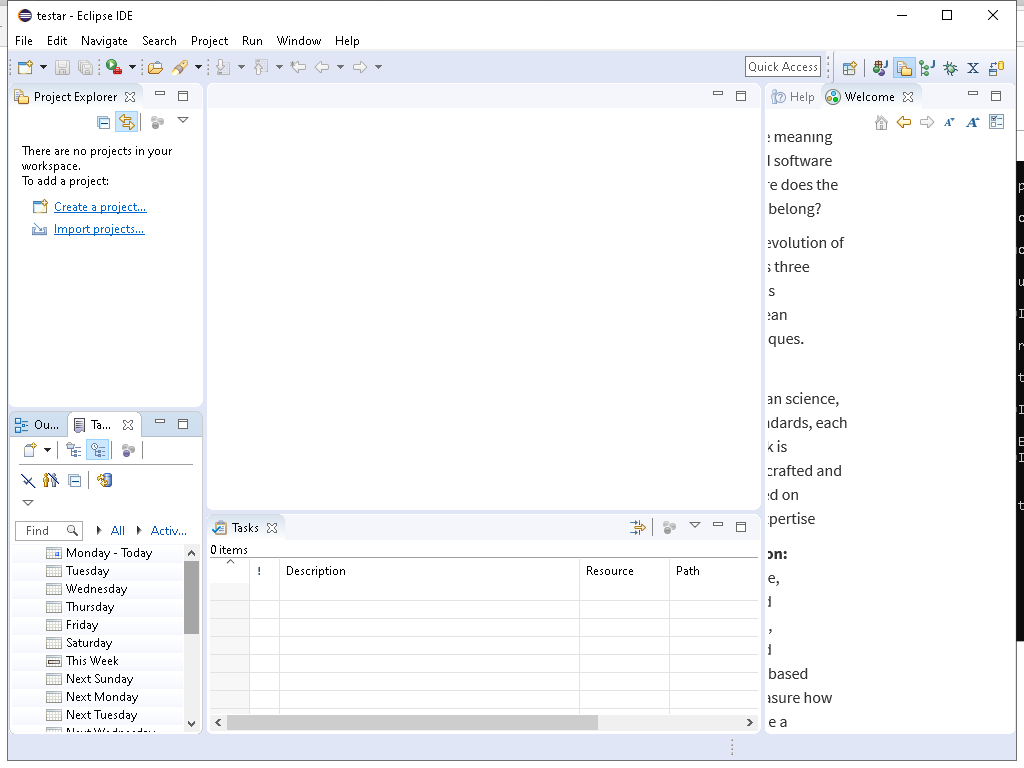 testar - Eclipse IDE
File Edit Navigate Search Project Run Window Help
Quick Access
Project Explorer
There are no projects in your
workspace.
To add a project:
Create a project...
Import projects...
Ou...
Ta...
Find
All
Activ...
Monday - Today
Tuesday
Wednesday
Thursday
Friday
Saturday
This Week
Next Sunday
Next Monday
Next Tuesday
Next Wednesday
Tasks
0 items
! Description Resource Path
Help
Welcome
meaning
software
re does the
belong?
evolution of
s three
s
ean
ques.
an science,
ndards, each
k is
crafted and
ed on
pertise
on:
e,
d
,
d
based
asure how
e a